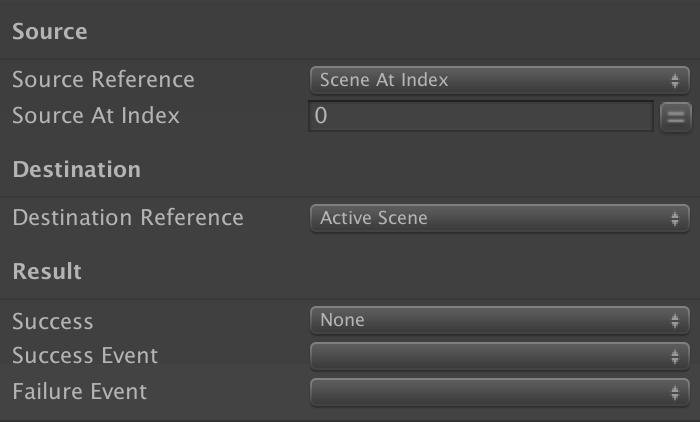 Source
Source Reference Scene At Index
Source At Index 0
Destination
Destination Reference Active Scene
Result
Success None
Success Event
Failure Event